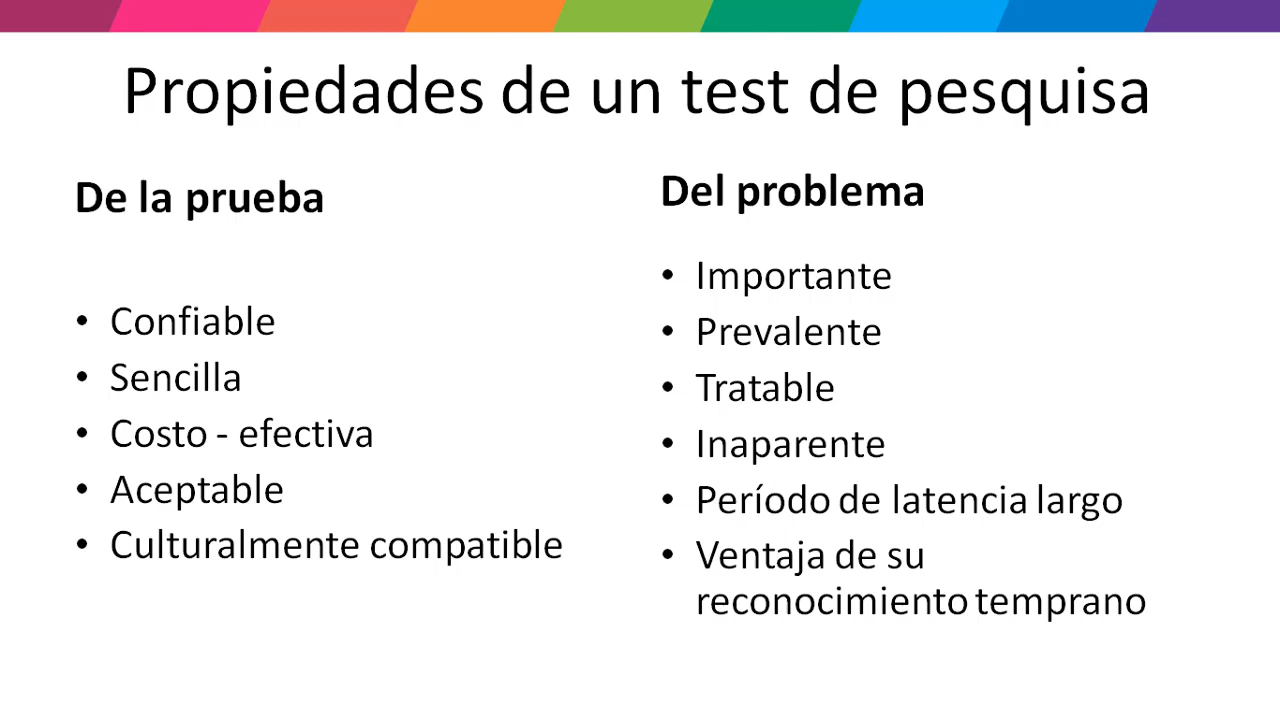 Propiedades de un test de pesquisa
De la prueba
• Confiable
• Sencilla
• Costo - efectiva
• Aceptable
• Culturalmente compatible
Del problema
• Importante
• Prevalente
• Tratable
• Inaparente
• Período de latencia largo
• Ventaja de su
reconocimiento temprano